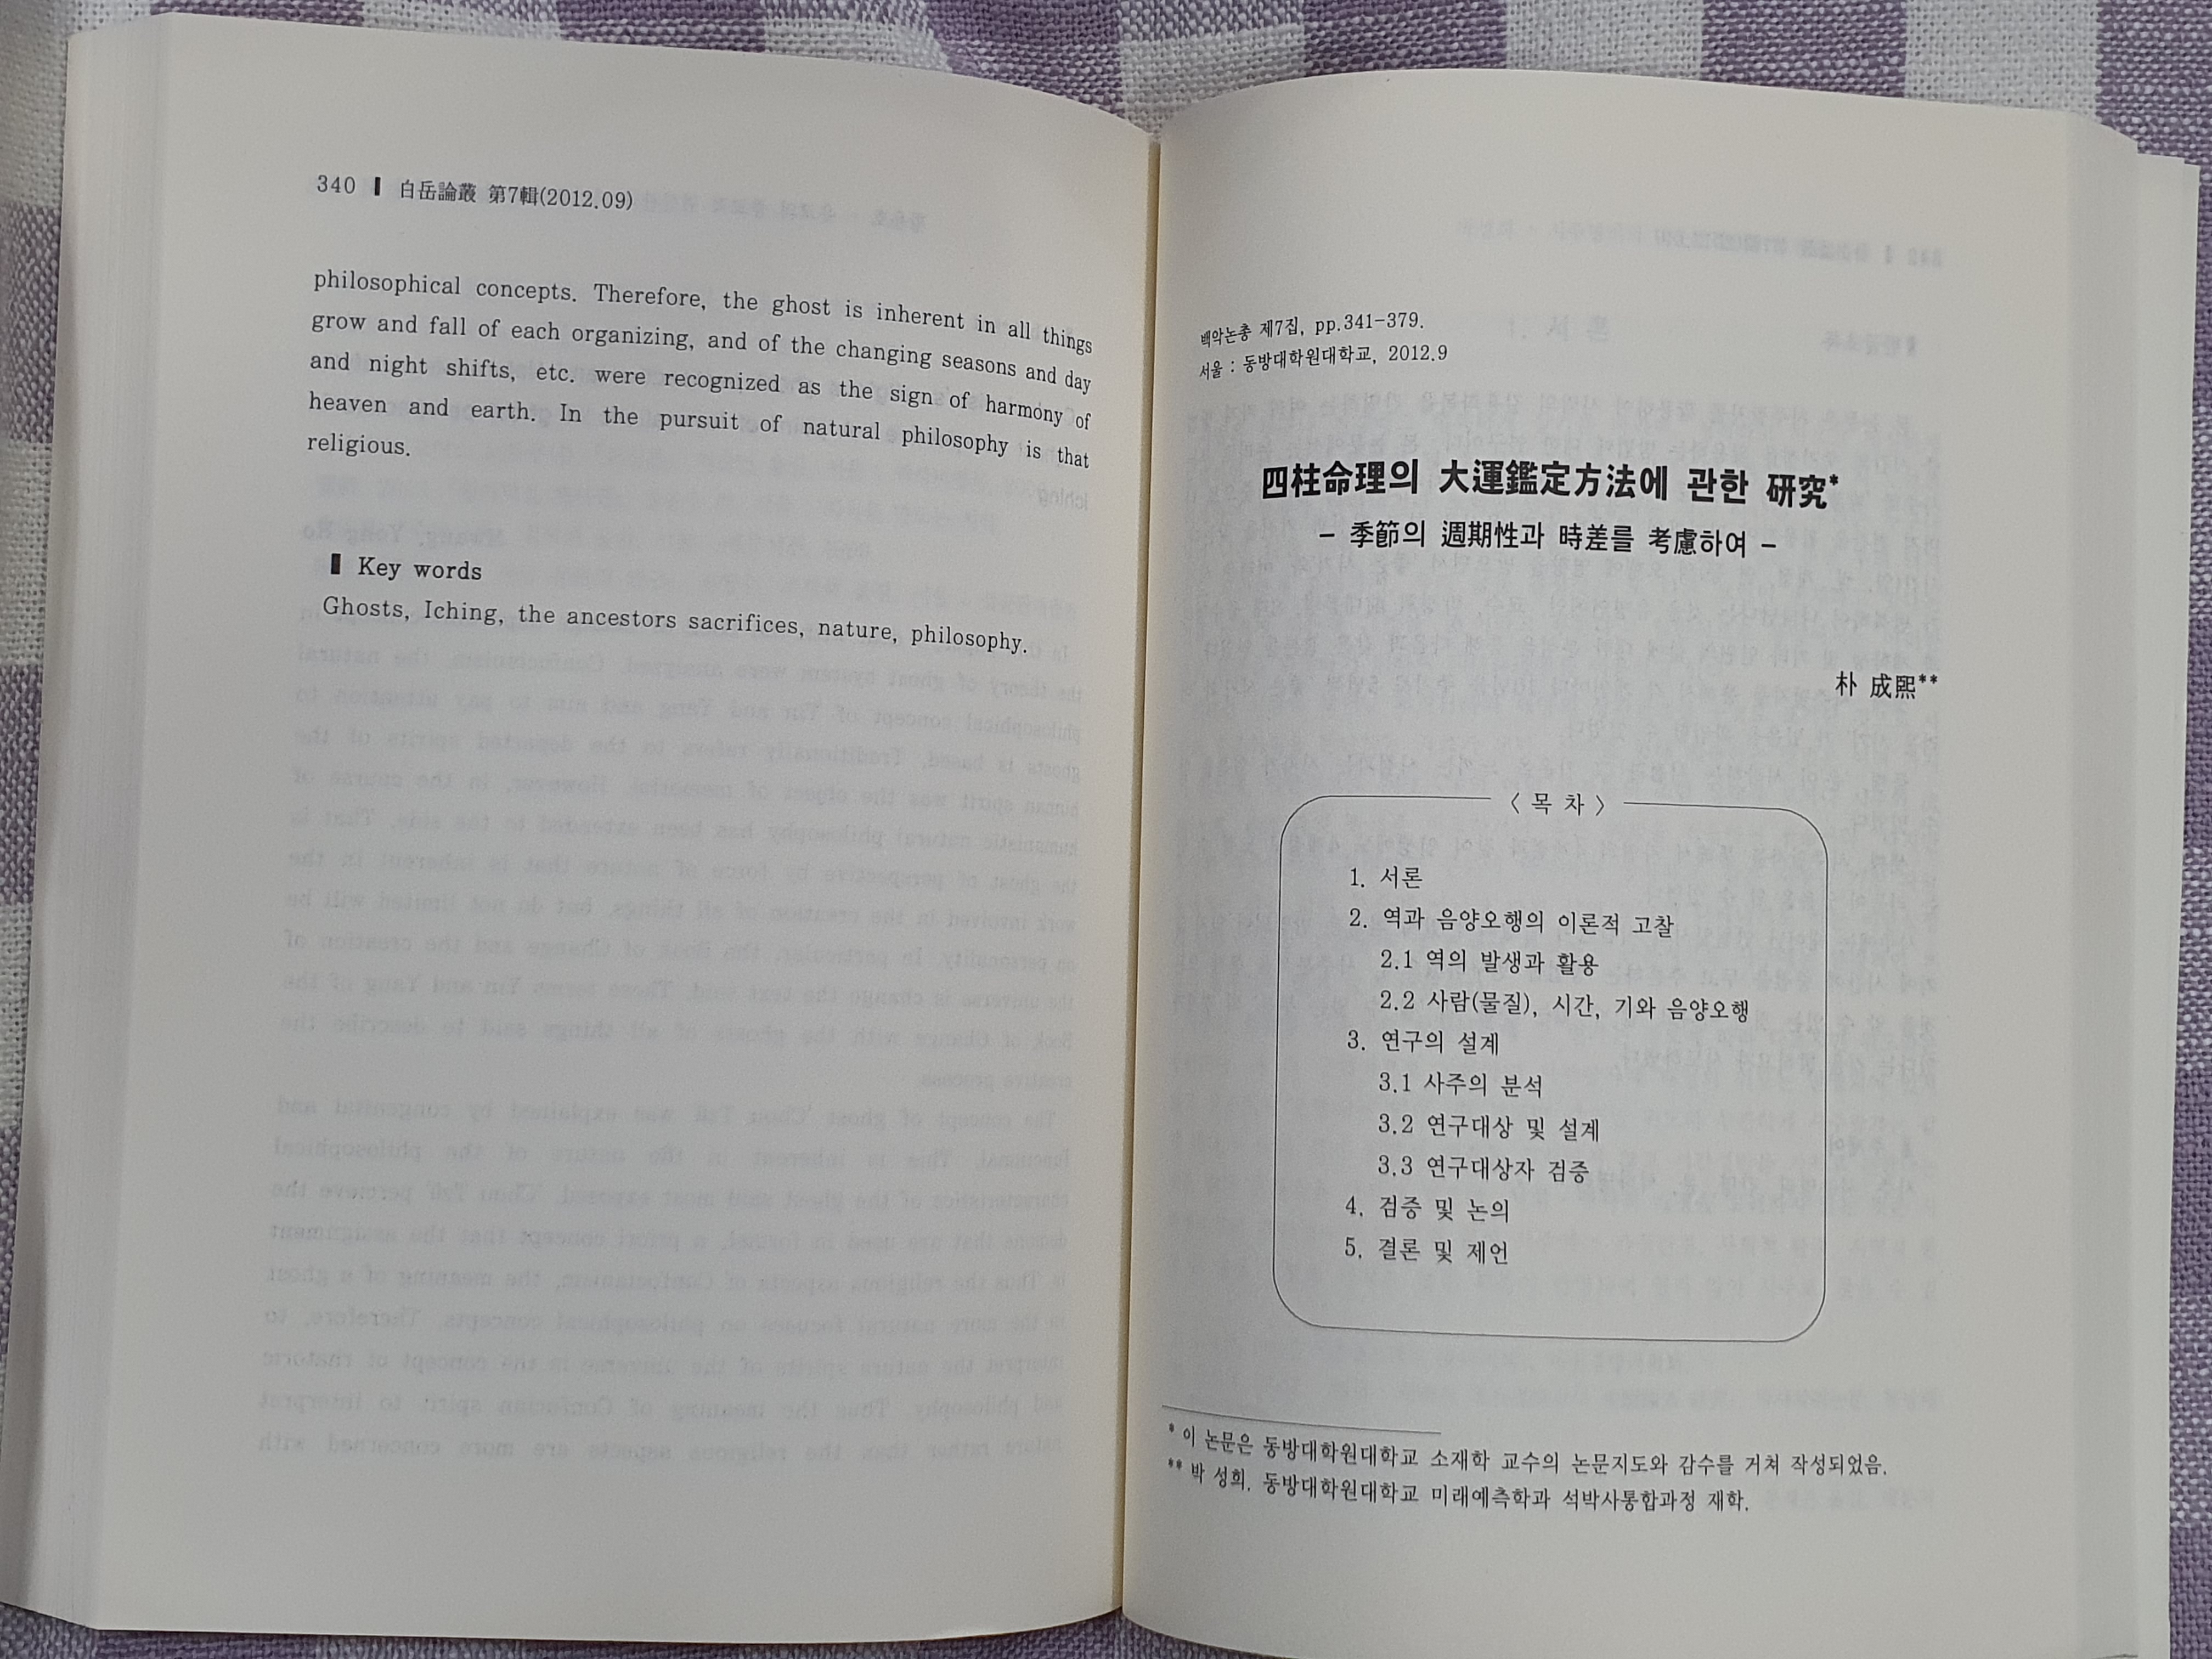 340 ▌ 白岳論叢 第7輯(2012.09)
philosophical concepts. Therefore, the ghost is inherent in all things
grow and fall of each organizing, and of the changing seasons and day
and night shifts, etc. were recognized as the sign of harmony of
heaven and earth. In the pursuit of natural philosophy is that
religious.
▌ Key words
Ghosts, Iching, the ancestors sacrifices, nature, philosophy.
백악논총 제7집, pp.341-379.
서울 : 동방대학원대학교, 2012.9
四柱命理의 大運鑑定方法에 관한 研究*
- 季節의 週期性과 時差를 考慮하여 -
朴 成熙**
〈 목 차 〉
1. 서론
2. 역과 음양오행의 이론적 고찰
2.1 역의 발생과 활용
2.2 사람(물질), 시간, 기와 음양오행
3. 연구의 설계
3.1 사주의 분석
3.2 연구대상 및 설계
3.3 연구대상자 검증
4. 검증 및 논의
5. 결론 및 제언
* 이 논문은 동방대학원대학교 소재학 교수의 논문지도와 감수를 거쳐 작성되었음.
** 박 성희, 동방대학원대학교 미래예측학과 석박사통합과정 재학.